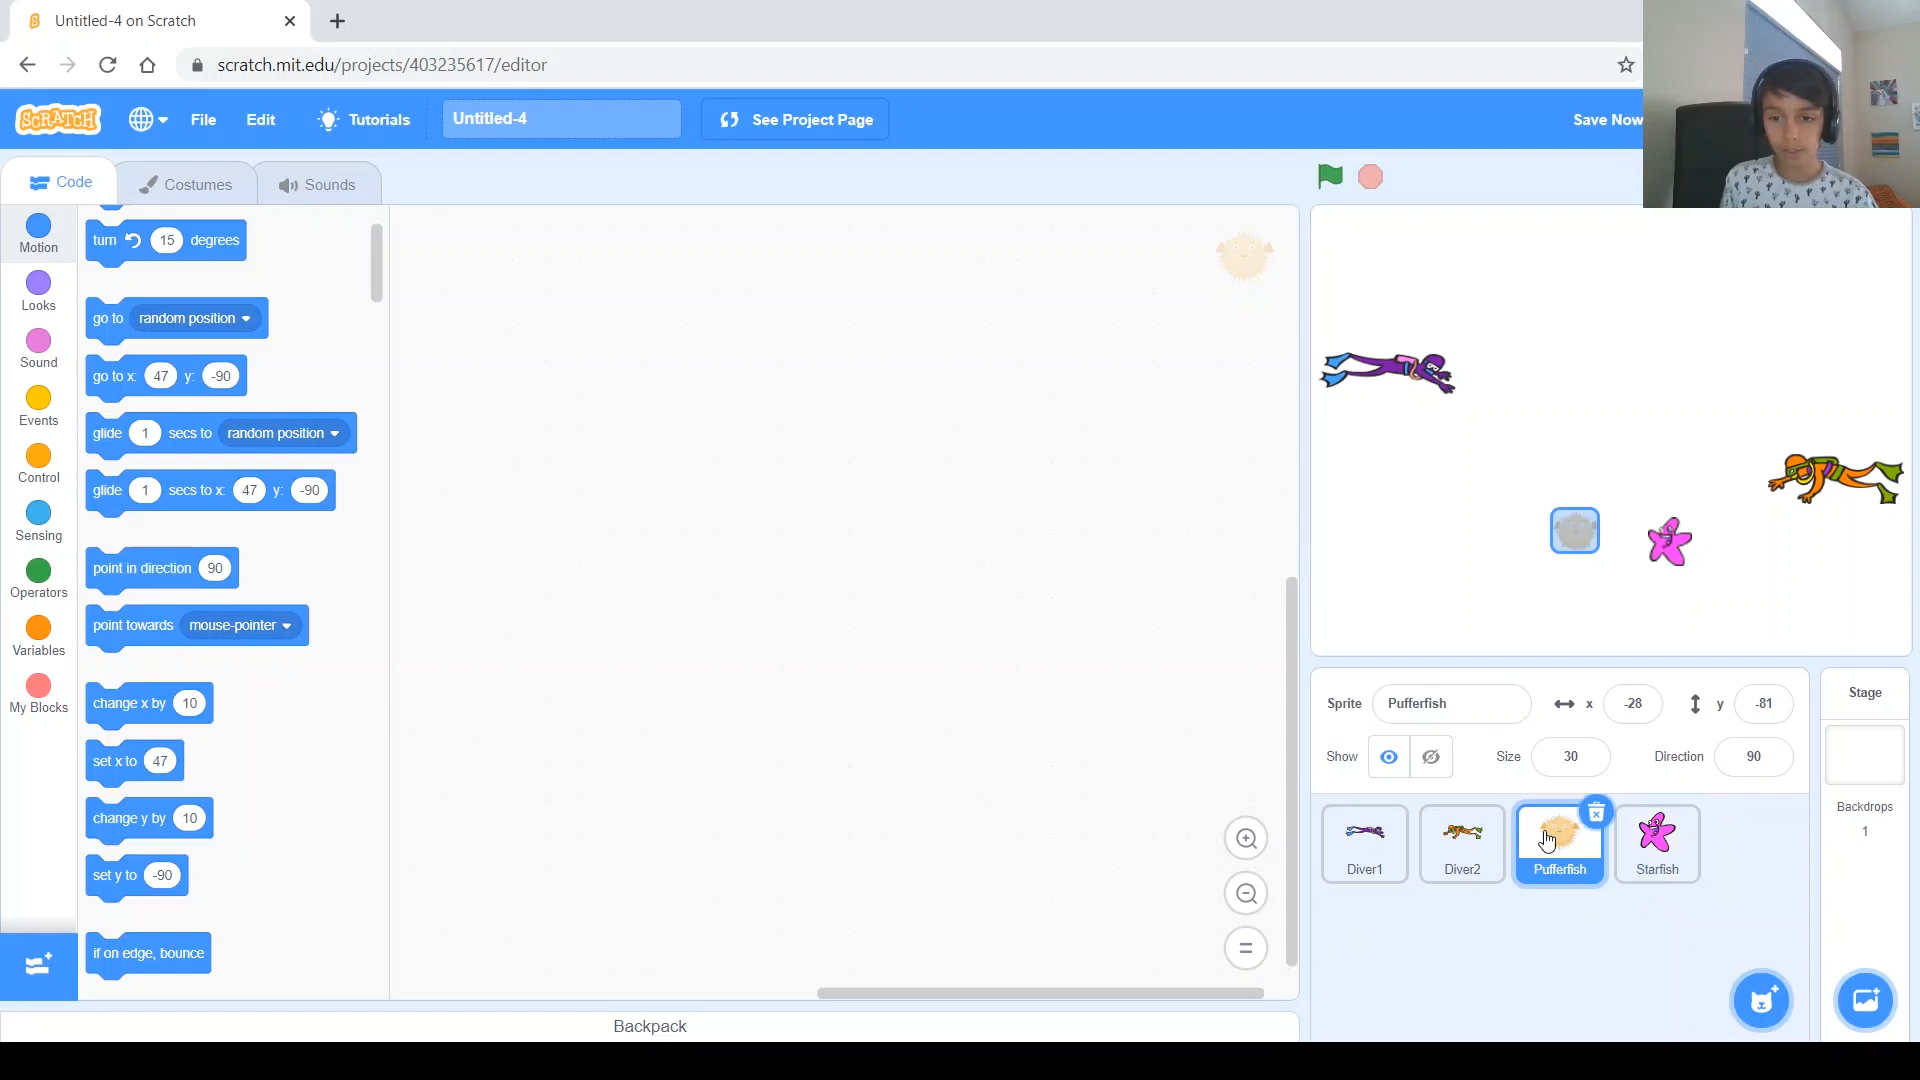 Untitled-4 on Scratch
scratch.mit.edu/projects/403235617/editor
SCRATCH
File
Edit
Tutorials
Untitled-4
See Project Page
Save Now
Code
Costumes
Sounds
Motion
Looks
Sound
Events
Control
Sensing
Operators
Variables
My Blocks
turn 15 degrees
go to random position
go to x: 47 y: -90
glide 1 secs to random position
glide 1 secs to x: 47 y: -90
point in direction 90
point towards mouse-pointer
change x by 10
set x to 47
change y by 10
set y to -90
if on edge, bounce
Backpack
Sprite Pufferfish x -28 y -81
Show Size 30 Direction 90
Diver1
Diver2
Pufferfish
Starfish
Stage
Backdrops
1